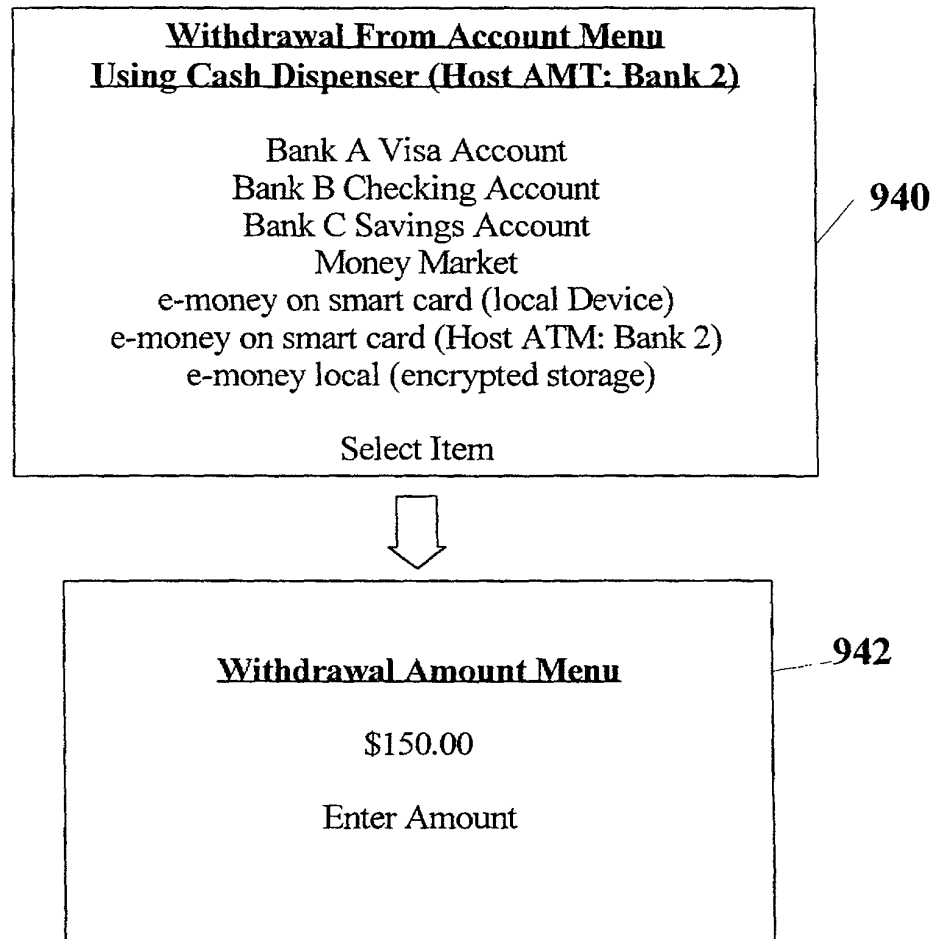 Withdrawal From Account Menu
Using Cash Dispenser (Host AMT: Bank 2)
Bank A Visa Account
Bank B Checking Account
Bank C Savings Account
Money Market
e-money on smart card (local Device)
e-money on smart card (Host ATM: Bank 2)
e-money local (encrypted storage)
Select Item
940
Withdrawal Amount Menu
$150.00
Enter Amount
942